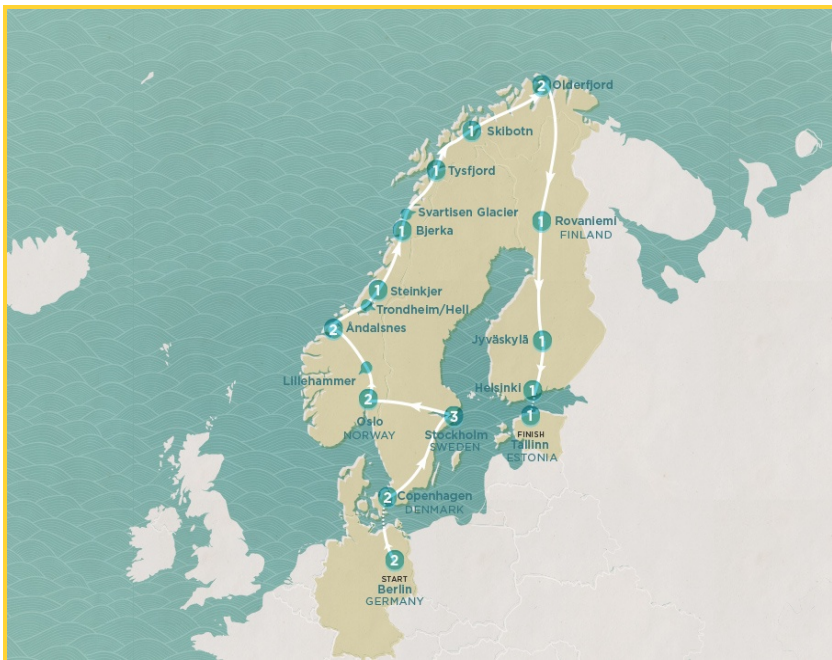 2
Olderfjord
1
Skibotn
1
Tysfjord
Svartisen Glacier
1
Bjerka
1
Rovaniemi
FINLAND
1
Steinkjer
Trondheim/Hell
2
Åndalsnes
1
Jyväskylä
Lillehammer
2
Oslo
NORWAY
1
Helsinki
3
Stockholm
SWEDEN
1
FINISH
Tallinn
ESTONIA
2
Copenhagen
DENMARK
2
START
Berlin
GERMANY